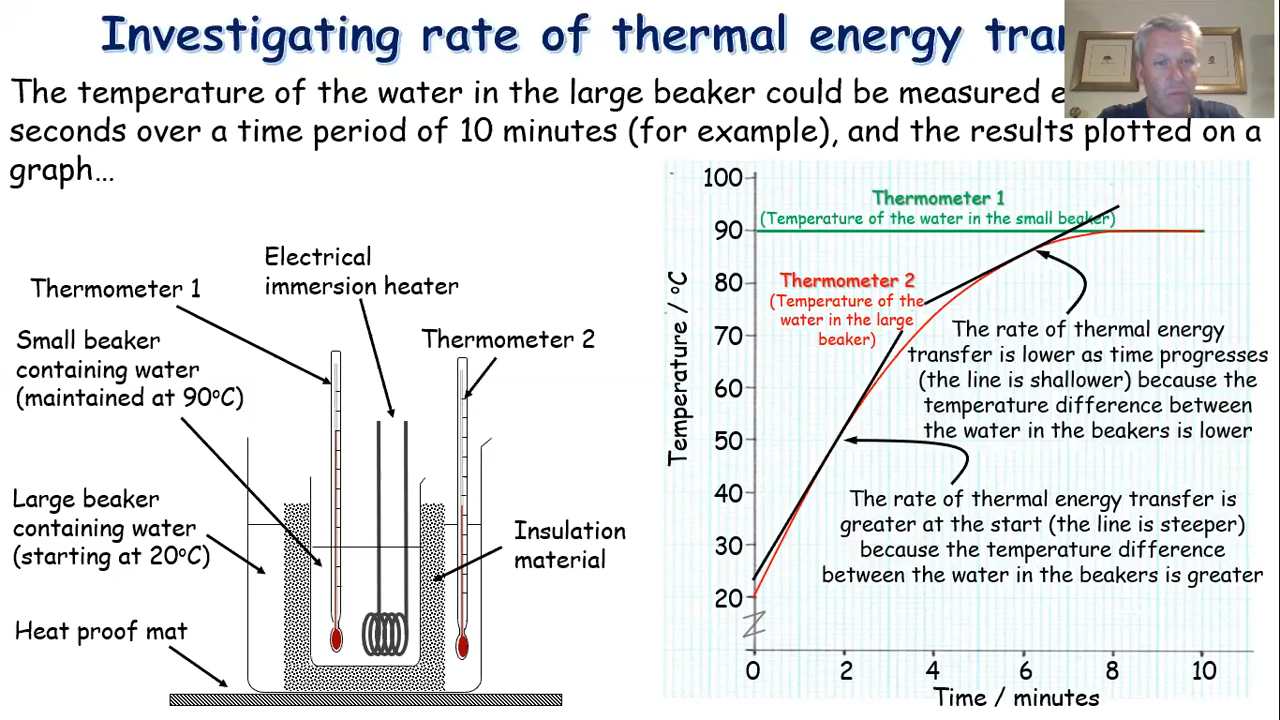 Investigating rate of thermal energy
The temperature of the water in the large beaker could be measured
seconds over a time period of 10 minutes (for example), and the results plotted on a
graph…
Electrical
immersion heater
Thermometer 1
Thermometer 2
Small beaker
containing water
(maintained at 90°C)
Large beaker
containing water
(starting at 20°C)
Insulation
material
Heat proof mat
Temperature / °C
100
90
80
70
60
50
40
30
20
Thermometer 1
(Temperature of the water in the small beaker)
Thermometer 2
(Temperature of the
water in the large
beaker)
The rate of thermal energy
transfer is lower as time progresses
(the line is shallower) because the
temperature difference between
the water in the beakers is lower
The rate of thermal energy transfer is
greater at the start (the line is steeper)
because the temperature difference
between the water in the beakers is greater
0 2 4 6 8 10
Time / minutes